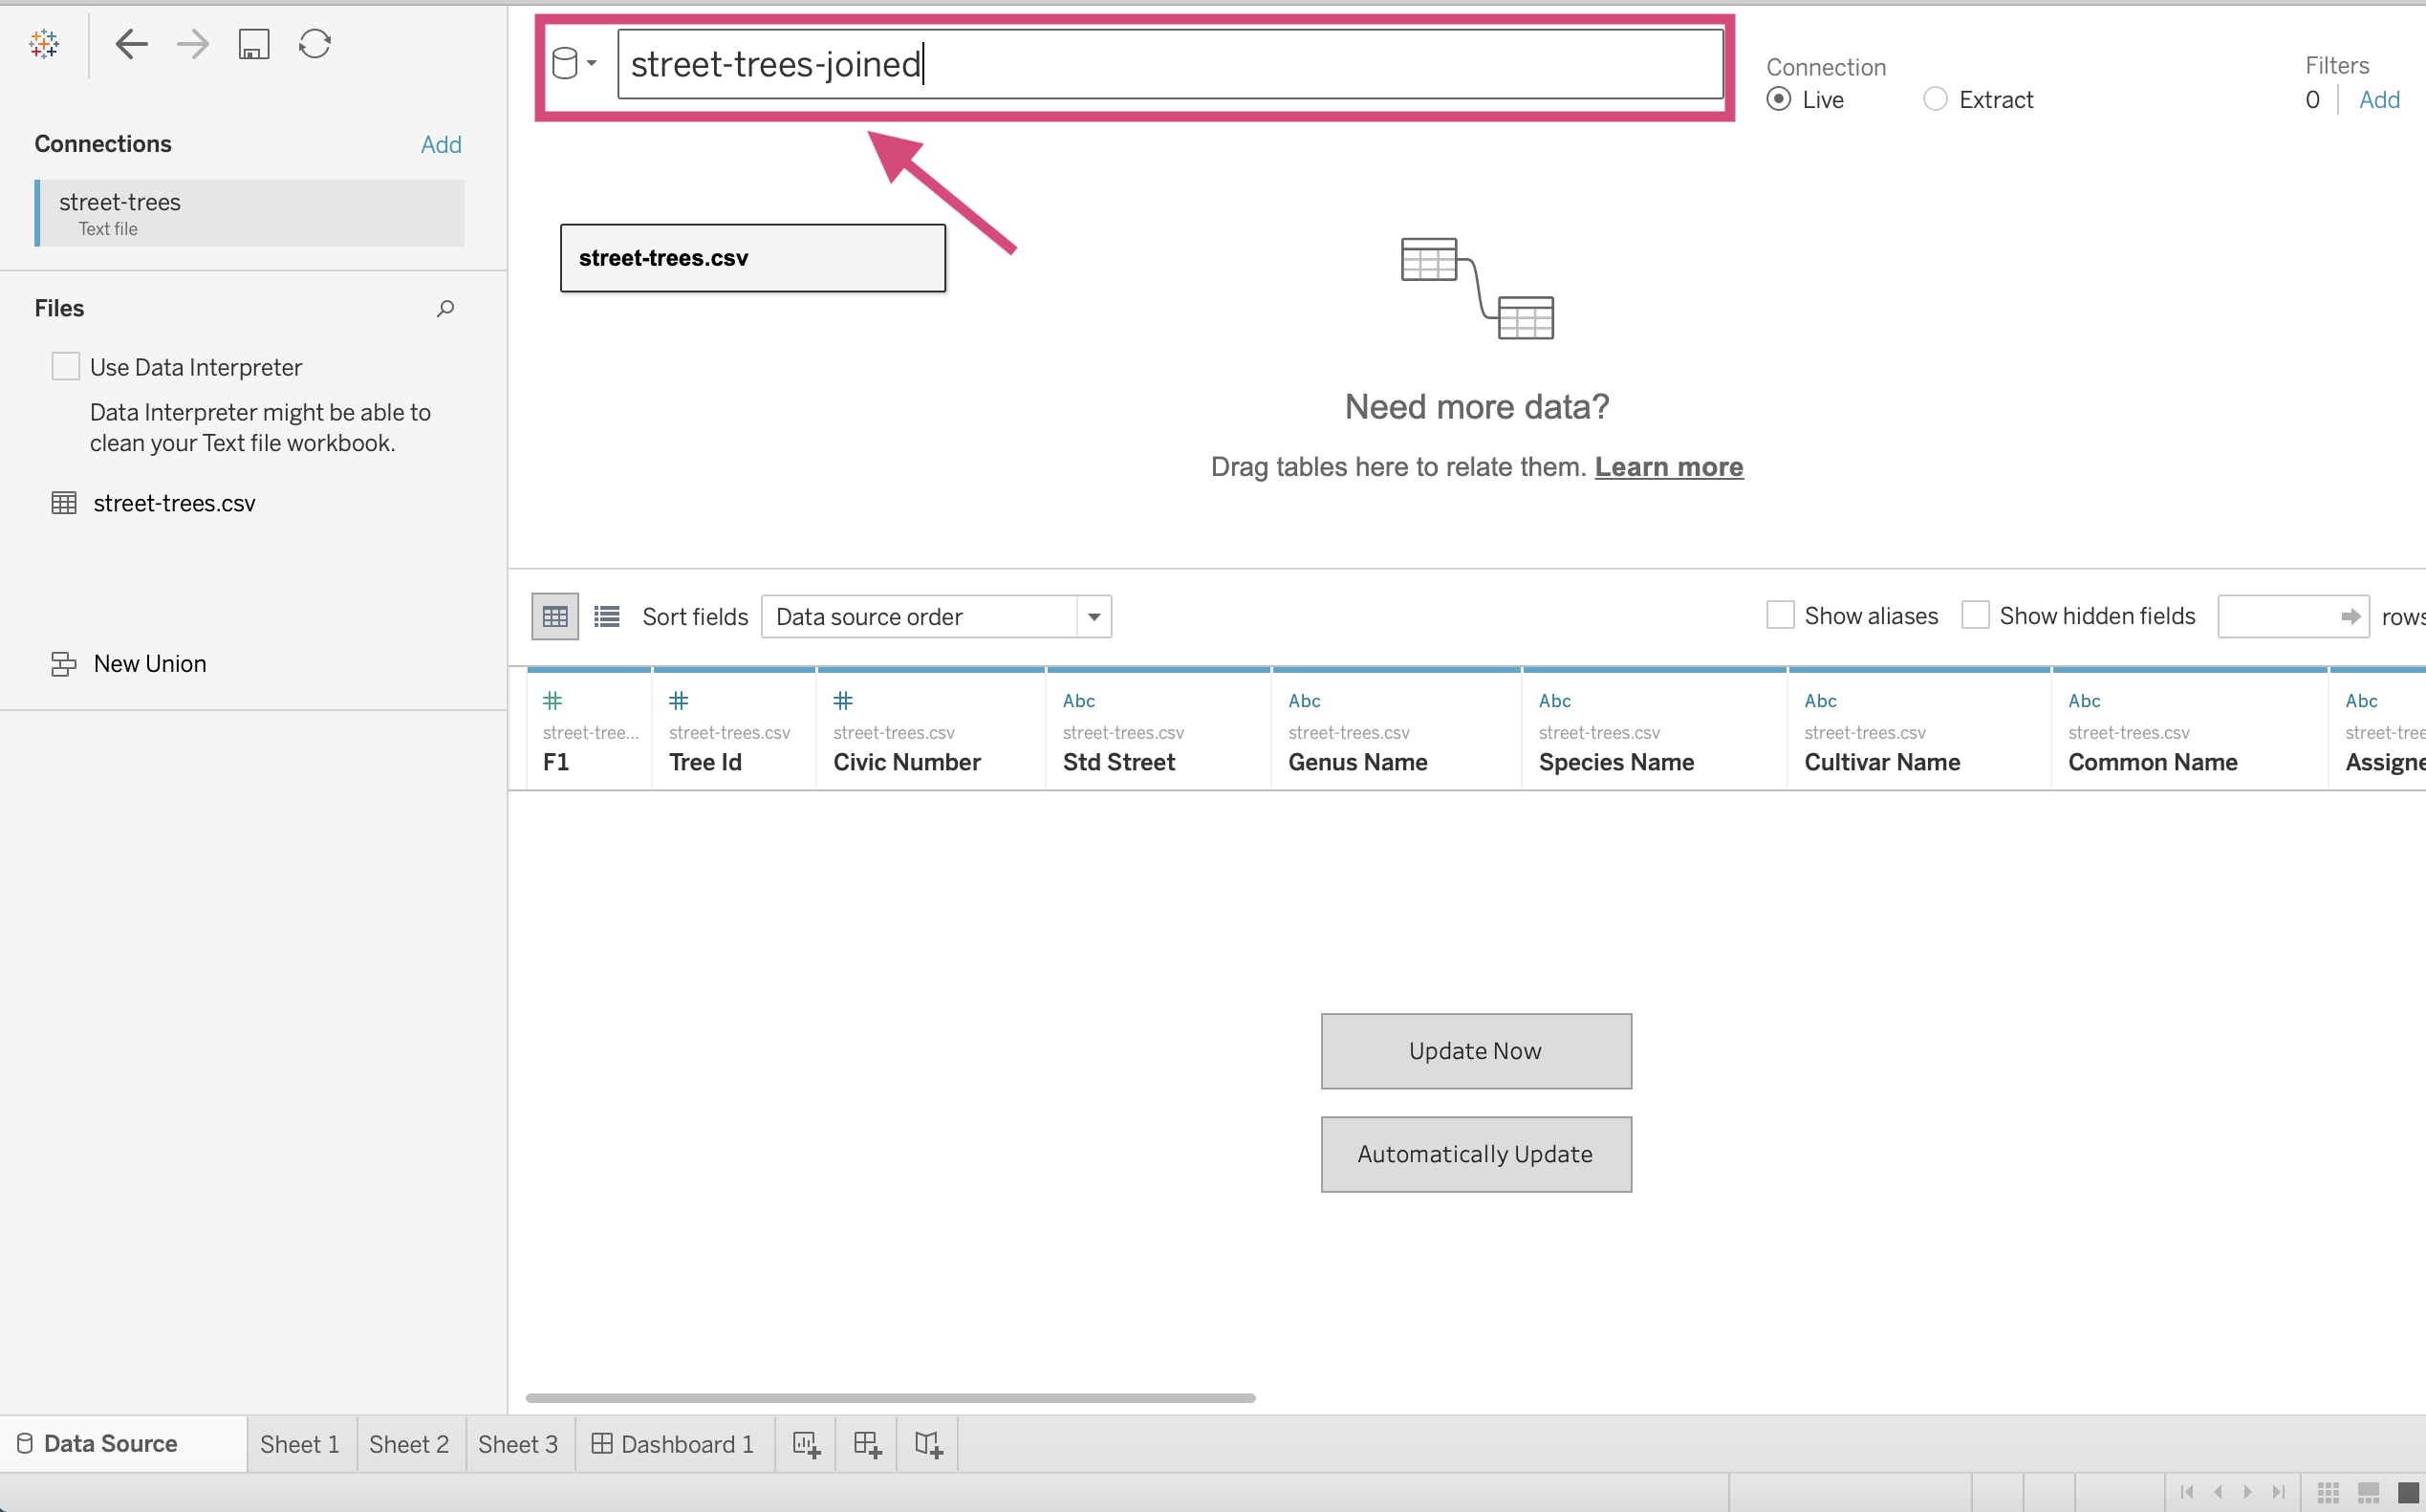 street-trees-joined
Connection
Live
Extract
Filters
0
Add
Connections
Add
street-trees
Text file
street-trees.csv
Files
Use Data Interpreter
Data Interpreter might be able to
clean your Text file workbook.
street-trees.csv
New Union
Need more data?
Drag tables here to relate them. Learn more
Sort fields
Data source order
Show aliases
Show hidden fields
rows
Abc
Abc
Abc
Abc
Abc
Abc
street-tree...
street-trees.csv
street-trees.csv
street-trees.csv
street-trees.csv
street-trees.csv
street-trees.csv
street-trees.csv
street-tree
F1
Tree Id
Civic Number
Std Street
Genus Name
Species Name
Cultivar Name
Common Name
Assigne
Update Now
Automatically Update
Data Source
Sheet 1
Sheet 2
Sheet 3
Dashboard 1